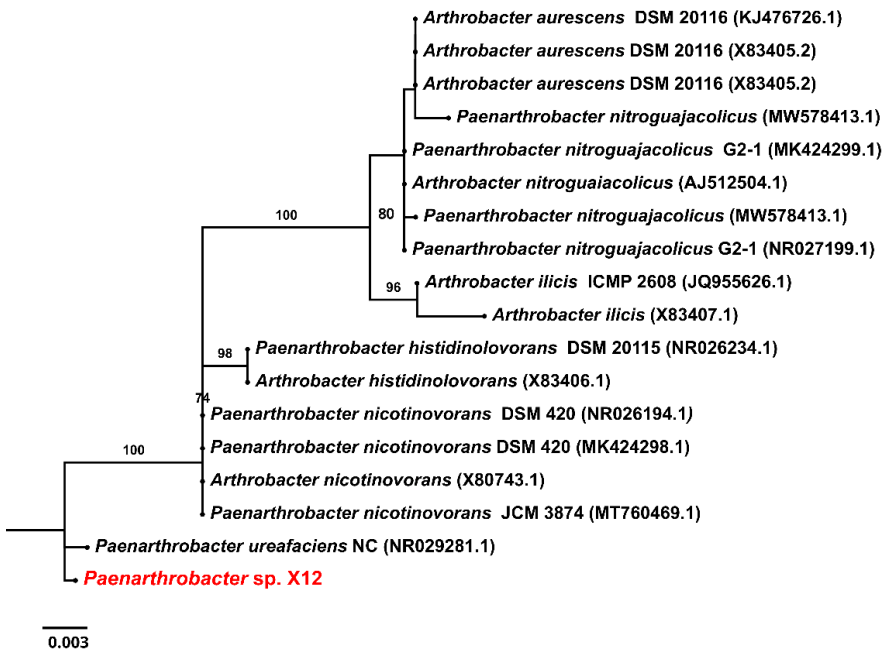 Arthrobacter aurescens DSM 20116 (KJ476726.1)
Arthrobacter aurescens DSM 20116 (X83405.2)
Arthrobacter aurescens DSM 20116 (X83405.2)
Paenarthrobacter nitroguajacolicus (MW578413.1)
Paenarthrobacter nitroguajacolicus G2-1 (MK424299.1)
Arthrobacter nitroguaiacolicus (AJ512504.1)
80
Paenarthrobacter nitroguajacolicus (MW578413.1)
100
Paenarthrobacter nitroguajacolicus G2-1 (NR027199.1)
Arthrobacter ilicis ICMP 2608 (JQ955626.1)
96
Arthrobacter ilicis (X83407.1)
Paenarthrobacter histidinolovorans DSM 20115 (NR026234.1)
98
Arthrobacter histidinolovorans (X83406.1)
74
Paenarthrobacter nicotinovorans DSM 420 (NR026194.1)
Paenarthrobacter nicotinovorans DSM 420 (MK424298.1)
100
Arthrobacter nicotinovorans (X80743.1)
Paenarthrobacter nicotinovorans JCM 3874 (MT760469.1)
Paenarthrobacter ureafaciens NC (NR029281.1)
Paenarthrobacter sp. X12
0.003